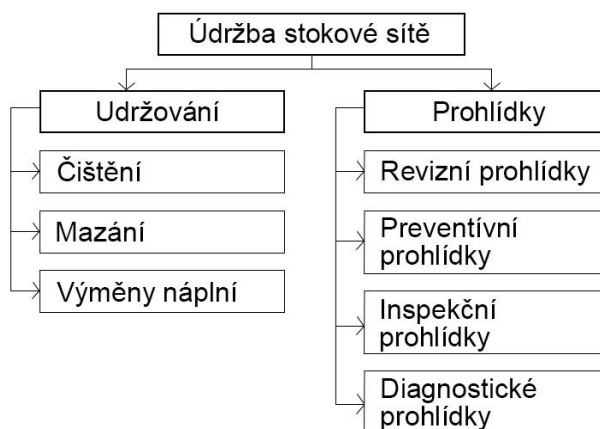 Údržba stokové sítě
Udržování
Čištění
Mazání
Výměny náplní
Prohlídky
Revizní prohlídky
Preventívní
prohlídky
Inspekční
prohlídky
Diagnostické
prohlídky